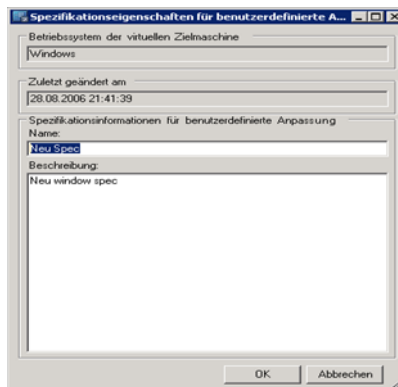 Spezifikationseigenschaften für benutzerdefinierte A...
Betriebssystem der virtuellen Zielmaschine
Windows
Zuletzt geändert am
28.08.2006 21:41:39
Spezifikationsinformationen für benutzerdefinierte Anpassung
Name:
Neu Spec
Beschreibung:
Neu window spec
OK Abbrechen